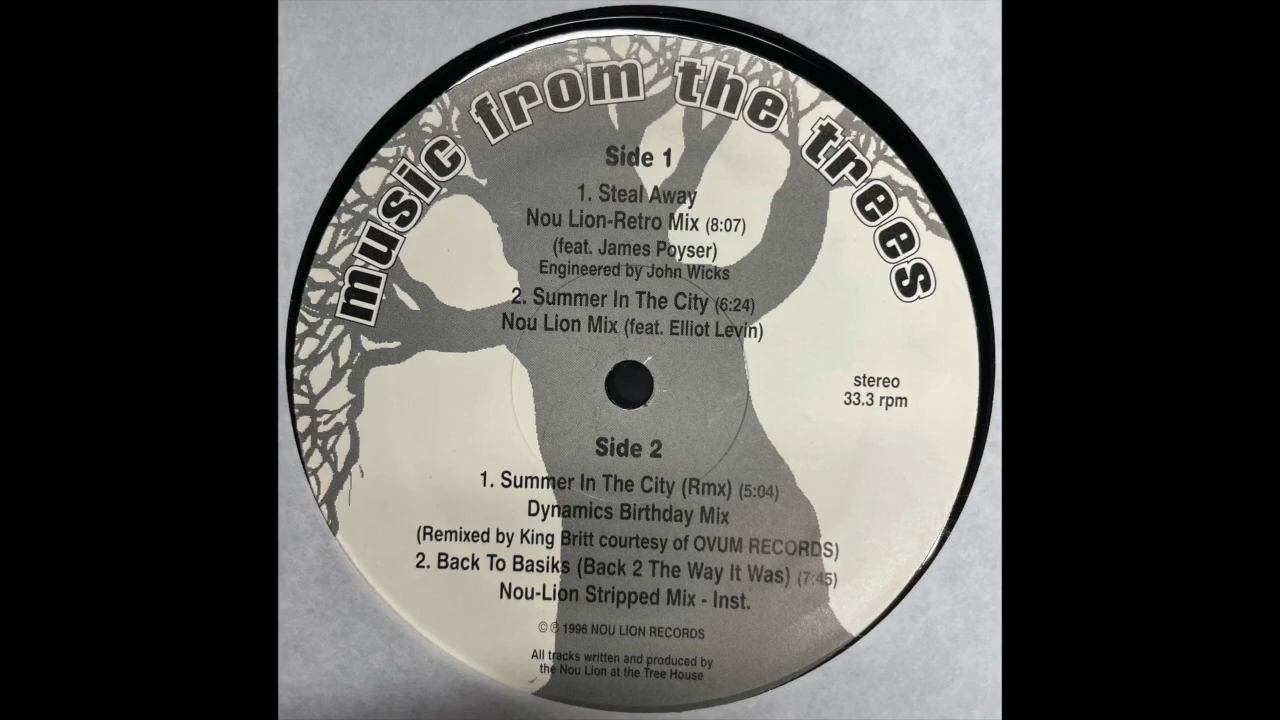 music from the trees
Side 1
1. Steal Away
Nou Lion-Retro Mix (8:07)
(feat. James Poyser)
Engineered by John Wicks
2. Summer In The City (6:24)
Nou Lion Mix (feat. Elliot Levin)
stereo
33.3 rpm
Side 2
1. Summer In The City (Rmx) (5:04)
Dynamics Birthday Mix
(Remixed by King Britt courtesy of OVUM RECORDS)
2. Back To Basiks (Back 2 The Way It Was) (7:45)
Nou-Lion Stripped Mix - Inst.
© ℗ 1996 NOU LION RECORDS
All tracks written and produced by
the Nou Lion at the Tree House